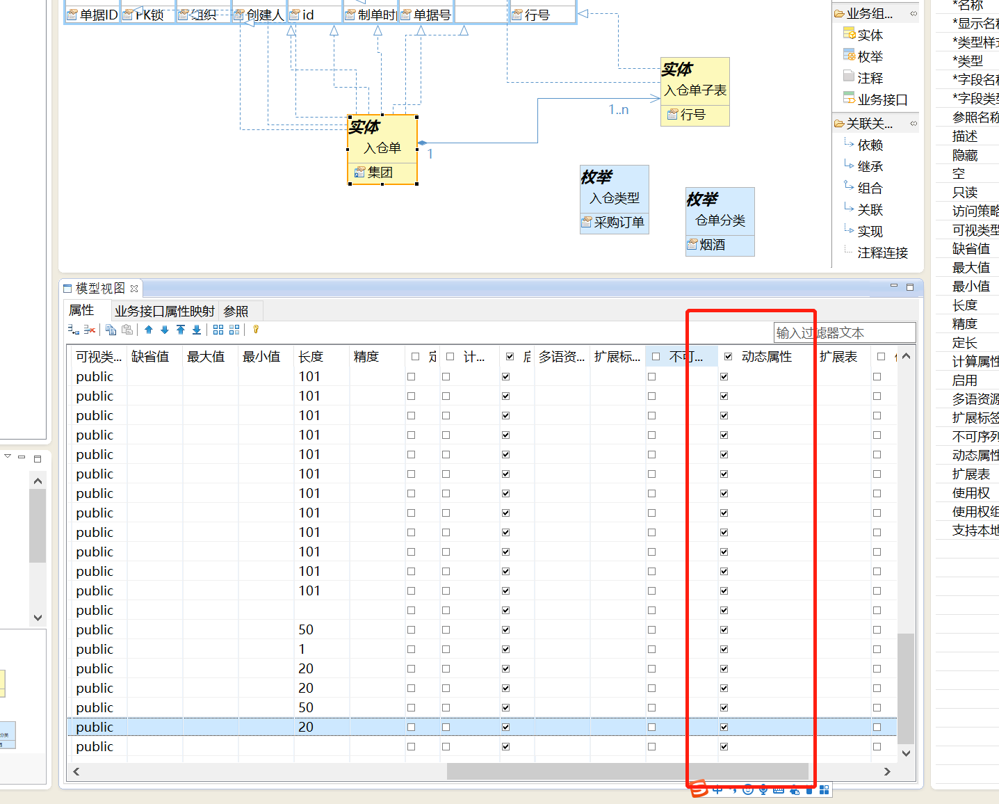 单据ID PK锁 组织 创建人 id 制单时 单据号 行号
实体
入仓单子表
行号
1..n
实体
入仓单
集团
1
枚举
入仓类型
采购订单
枚举
仓单分类
烟酒
业务组...
实体
枚举
注释
业务接口
关联关...
依赖
继承
组合
关联
实现
注释连接
*名称
*显示名称
*类型样式
*类型
*字段名称
*字段类型
参照名称
描述
隐藏
空
只读
访问策略
可视类型
缺省值
最大值
最小值
长度
精度
定长
计算属性
启用
多语资源
扩展标签
不可序列
动态属性
扩展表
使用权
使用权组
支持本地
模型视图
属性 业务接口属性映射 参照
输入过滤器文本
可视类... 缺省值 最大值 最小值 长度 精度 计... 多语资... 扩展标... 不可... 动态属性 扩展表
public 101
public 101
public 101
public 101
public 101
public 101
public 101
public 101
public 101
public 101
public 101
public 101
public
public 50
public 1
public 20
public 20
public 50
public 20
public
中